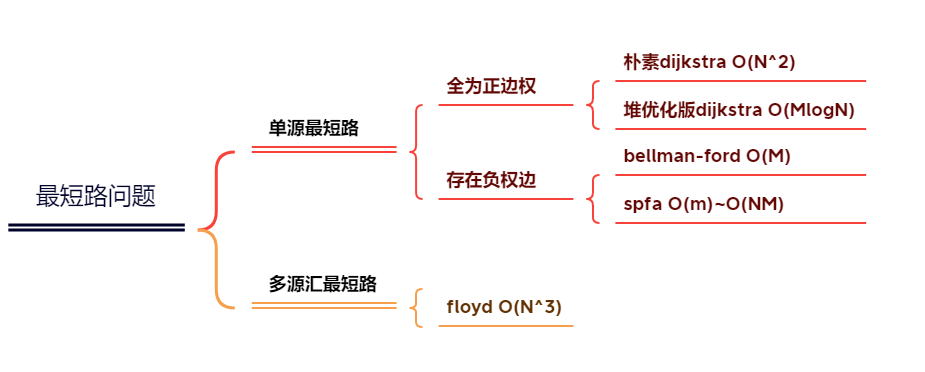 最短路问题
单源最短路
全为正边权
朴素dijkstra O(N^2)
堆优化版dijkstra O(MlogN)
存在负权边
bellman-ford O(M)
spfa O(m)~O(NM)
多源汇最短路
floyd O(N^3)